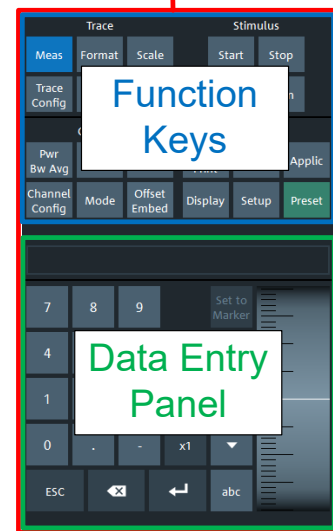 Trace Stimulus
Meas Format Scale Start Stop
Trace
Config
Function
Keys
Pwr
Bw Avg
Applic
Channel
Config
Mode
Offset
Embed
Display Setup Preset
7 8 9
Set to
Marker
4
Data Entry
Panel
1
0 . - x1
ESC abc